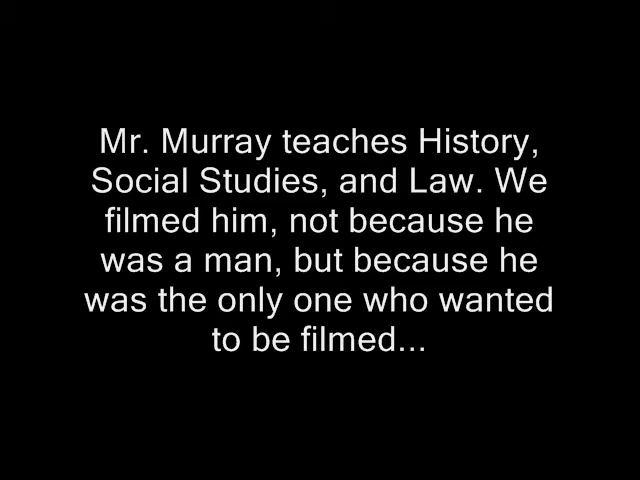 Mr. Murray teaches History,
Social Studies, and Law. We
filmed him, not because he
was a man, but because he
was the only one who wanted
to be filmed...